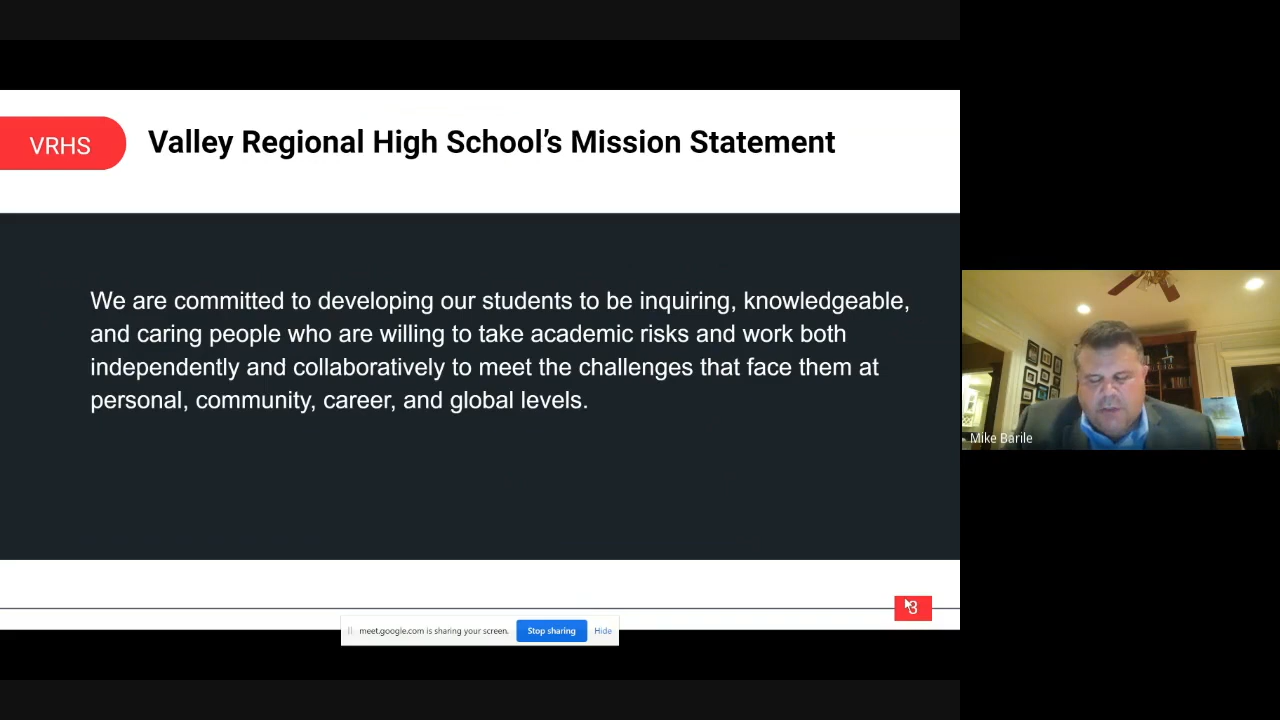 VRHS
Valley Regional High School’s Mission Statement
We are committed to developing our students to be inquiring, knowledgeable,
and caring people who are willing to take academic risks and work both
independently and collaboratively to meet the challenges that face them at
personal, community, career, and global levels.
Mike Barile
3
meet.google.com is sharing your screen. Stop sharing Hide